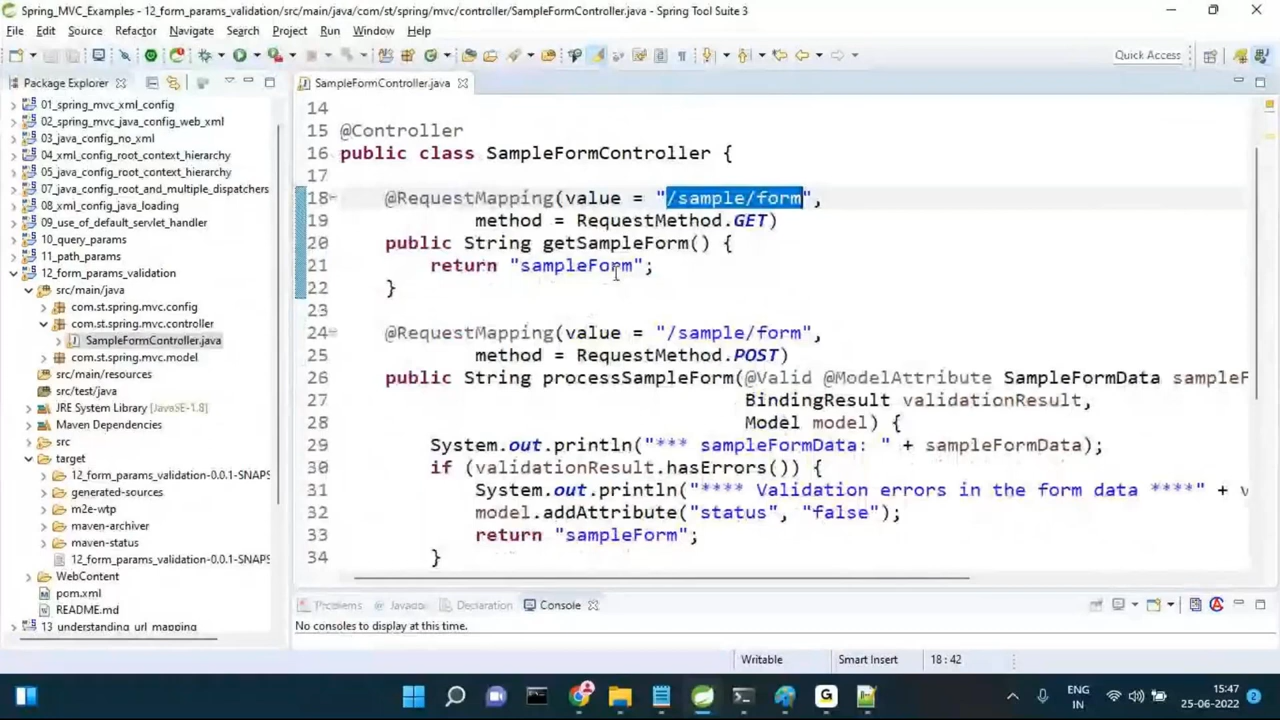 Spring_MVC_Examples - 12_form_params_validation/src/main/java/com/st/spring/mvc/controller/SampleFormController.java - Spring Tool Suite 3
File Edit Source Refactor Navigate Search Project Run Window Help
Quick Access
Package Explorer
01_spring_mvc_xml_config
02_spring_mvc_java_config_web_xml
03_java_config_no_xml
04_xml_config_root_context_hierarchy
05_java_config_root_context_hierarchy
07_java_config_root_and_multiple_dispatchers
08_java_config_xml_loading
09_use_of_default_servlet_handler
10_query_params
11_path_params
12_form_params_validation
src/main/java
com.st.spring.mvc.config
com.st.spring.mvc.controller
SampleFormController.java
com.st.spring.mvc.model
src/main/resources
src/test/java
JRE System Library [JavaSE-1.8]
Maven Dependencies
src
target
12_form_params_validation-0.0.1-SNAPS
generated-sources
m2e-wtp
maven-archiver
maven-status
12_form_params_validation-0.0.1-SNAPS
WebContent
pom.xml
README.md
13_understanding_url_mapping
SampleFormController.java
14
15 @Controller
16 public class SampleFormController {
17
18 @RequestMapping(value = "/sample/form",
19 method = RequestMethod.GET)
20 public String getSampleForm() {
21 return "sampleForm";
22 }
23
24 @RequestMapping(value = "/sample/form",
25 method = RequestMethod.POST)
26 public String processSampleForm(@Valid @ModelAttribute SampleFormData sampleF
27 BindingResult validationResult,
28 Model model) {
29 System.out.println("*** sampleFormData: " + sampleFormData);
30 if (validationResult.hasErrors()) {
31 System.out.println("**** Validation errors in the form data ****" + v
32 model.addAttribute("status", "false");
33 return "sampleForm";
34 }
Problems Javadoc Declaration Console
No consoles to display at this time.
Writable Smart Insert 18 : 42
ENG
IN
15:47
25-06-2022
2